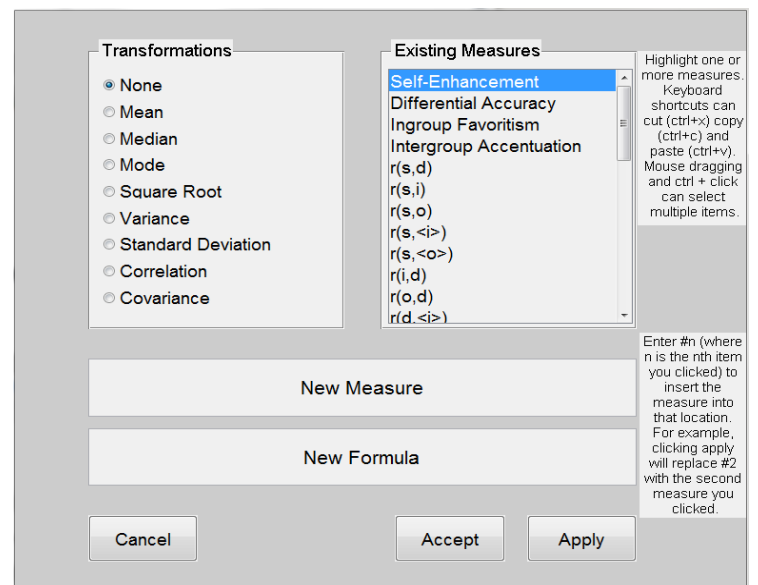 Transformations
None
Mean
Median
Mode
Square Root
Variance
Standard Deviation
Correlation
Covariance
Existing Measures
Self-Enhancement
Differential Accuracy
Ingroup Favoritism
Intergroup Accentuation
r(s,d)
r(s,i)
r(s,o)
r(s,<i>)
r(s,<o>)
r(i,d)
r(o,d)
r(d,<i>)
Highlight one or
more measures.
Keyboard
shortcuts can
cut (ctrl+x) copy
(ctrl+c) and
paste (ctrl+v).
Mouse dragging
and ctrl + click
can select
multiple items.
New Measure
New Formula
Enter #n (where
n is the nth item
you clicked) to
insert the
measure into
that location.
For example,
clicking apply
will replace #2
with the second
measure you
clicked.
Cancel
Accept
Apply